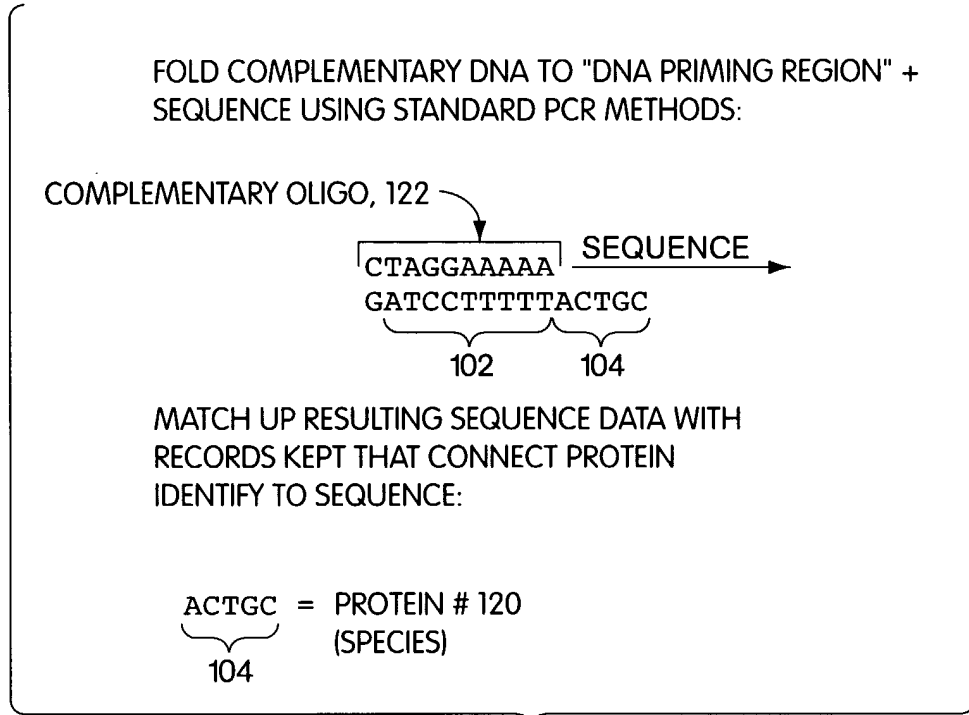 FOLD COMPLEMENTARY DNA TO "DNA PRIMING REGION" +
SEQUENCE USING STANDARD PCR METHODS:
COMPLEMENTARY OLIGO, 122
CTAGGAAAAA SEQUENCE
GATCCTTTTTACTGC
102 104
MATCH UP RESULTING SEQUENCE DATA WITH
RECORDS KEPT THAT CONNECT PROTEIN
IDENTIFY TO SEQUENCE:
ACTGC = PROTEIN # 120
(SPECIES)
104